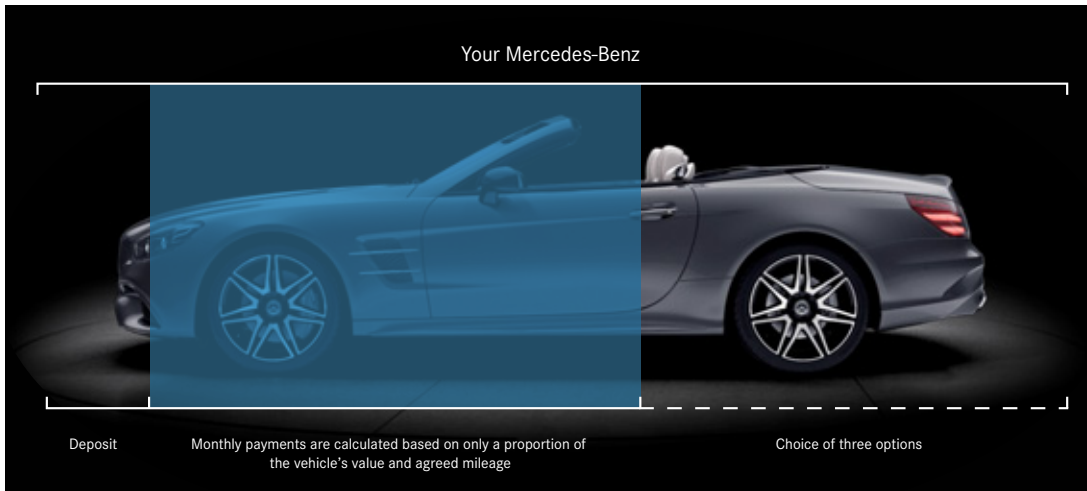 Your Mercedes-Benz
Deposit
Monthly payments are calculated based on only a proportion of
the vehicle's value and agreed mileage
Choice of three options